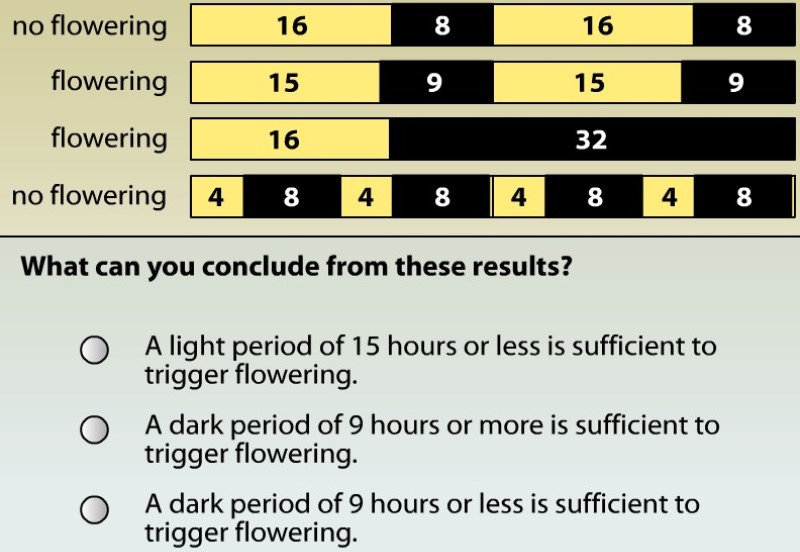 no flowering 16 8 16 8
flowering 15 9 15 9
flowering 16 32
no flowering 4 8 4 8 4 8 4 8
What can you conclude from these results?
A light period of 15 hours or less is sufficient to
trigger flowering.
A dark period of 9 hours or more is sufficient to
trigger flowering.
A dark period of 9 hours or less is sufficient to
trigger flowering.